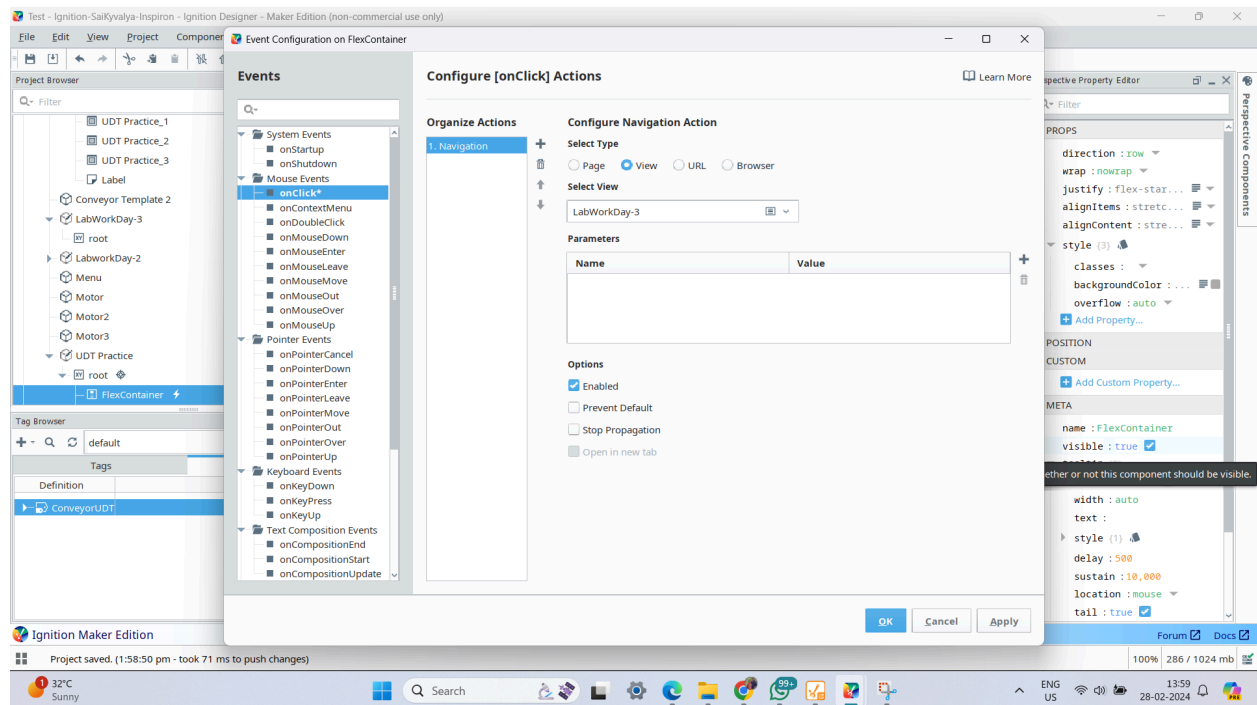 Test - Ignition-SaiKyvalya-Inspiron - Ignition Designer - Maker Edition (non-commercial use only)
File Edit View Project Componer
Event Configuration on FlexContainer
Project Browser
Filter
UDT Practice_1
UDT Practice_2
UDT Practice_3
Label
Conveyor Template 2
LabWorkDay-3
root
LabworkDay-2
Menu
Motor
Motor2
Motor3
UDT Practice
root
FlexContainer
Tag Browser
default
Tags
Definition
ConveyorUDT
Events
System Events
onStartup
onShutdown
Mouse Events
onClick*
onContextMenu
onDoubleClick
onMouseDown
onMouseEnter
onMouseLeave
onMouseMove
onMouseOut
onMouseOver
onMouseUp
Pointer Events
onPointerCancel
onPointerDown
onPointerEnter
onPointerLeave
onPointerMove
onPointerOut
onPointerOver
onPointerUp
Keyboard Events
onKeyDown
onKeyPress
onKeyUp
Text Composition Events
onCompositionEnd
onCompositionStart
onCompositionUpdate
Configure [onClick] Actions
Learn More
Organize Actions
1. Navigation
Configure Navigation Action
Select Type
Page View URL Browser
Select View
LabWorkDay-3
Parameters
Name Value
Options
Enabled
Prevent Default
Stop Propagation
Open in new tab
OK Cancel Apply
spective Property Editor
Filter
PROPS
direction : row
wrap : nowrap
justify : flex-star...
alignItems : stretc...
alignContent : stre...
style {3}
classes :
backgroundColor : ...
overflow : auto
Add Property...
POSITION
CUSTOM
Add Custom Property...
META
name : FlexContainer
visible : true
ether or not this component should be visible.
width : auto
text :
style {1}
delay : 500
sustain : 10,000
location : mouse
tail : true
Perspective Components
Ignition Maker Edition
Forum Docs
Project saved. (1:58:50 pm - took 71 ms to push changes)
100% 286 / 1024 mb
1
32°C
Sunny
Search
99+
PRE
ENG
US
13:59
28-02-2024